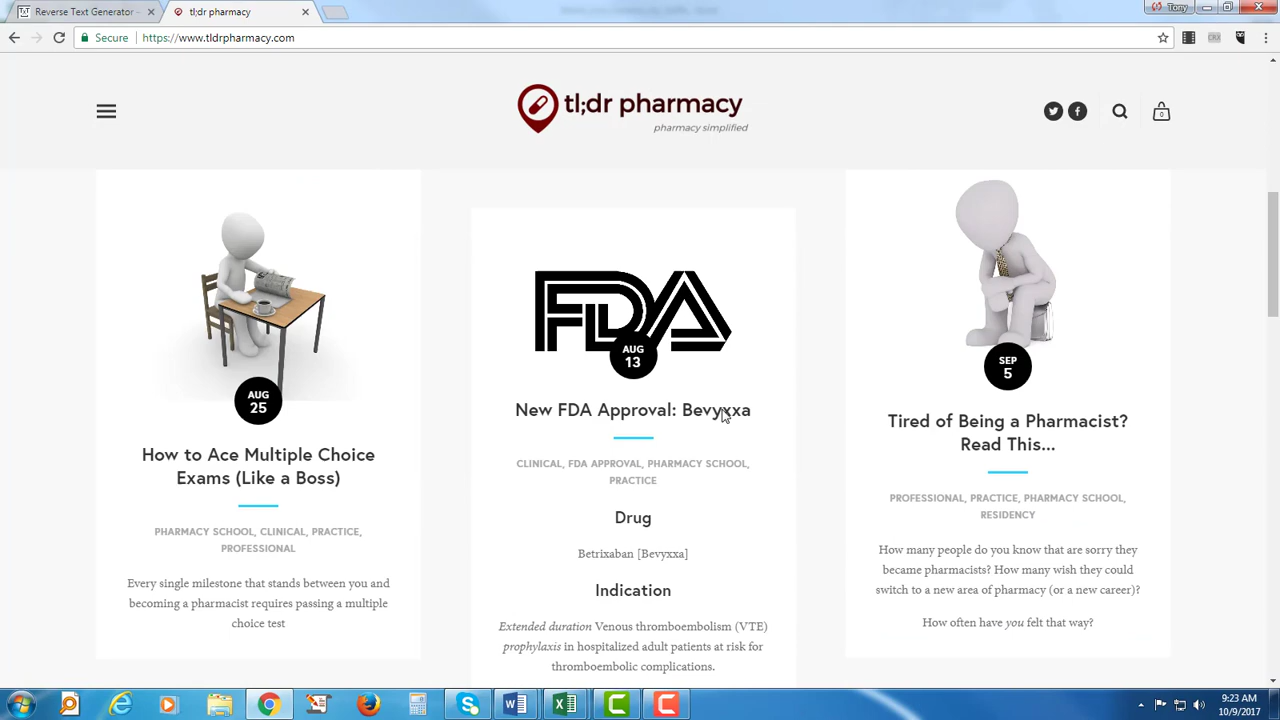 Reverse Text Generator -
tl;dr pharmacy
Tony
Secure
https://www.tldrpharmacy.com
tl;dr pharmacy
pharmacy simplified
0
AUG
25
How to Ace Multiple Choice
Exams (Like a Boss)
PHARMACY SCHOOL, CLINICAL, PRACTICE,
PROFESSIONAL
Every single milestone that stands between you and
becoming a pharmacist requires passing a multiple
choice test
FDA
AUG
13
New FDA Approval: Bevyxxa
CLINICAL, FDA APPROVAL, PHARMACY SCHOOL,
PRACTICE
Drug
Betrixaban [Bevyxxa]
Indication
Extended duration Venous thromboembolism (VTE)
prophylaxis in hospitalized adult patients at risk for
thromboembolic complications.
SEP
5
Tired of Being a Pharmacist?
Read This...
PROFESSIONAL, PRACTICE, PHARMACY SCHOOL,
RESIDENCY
How many people do you know that are sorry they
became pharmacists? How many wish they could
switch to a new area of pharmacy (or a new career)?
How often have you felt that way?
9:23 AM
10/9/2017